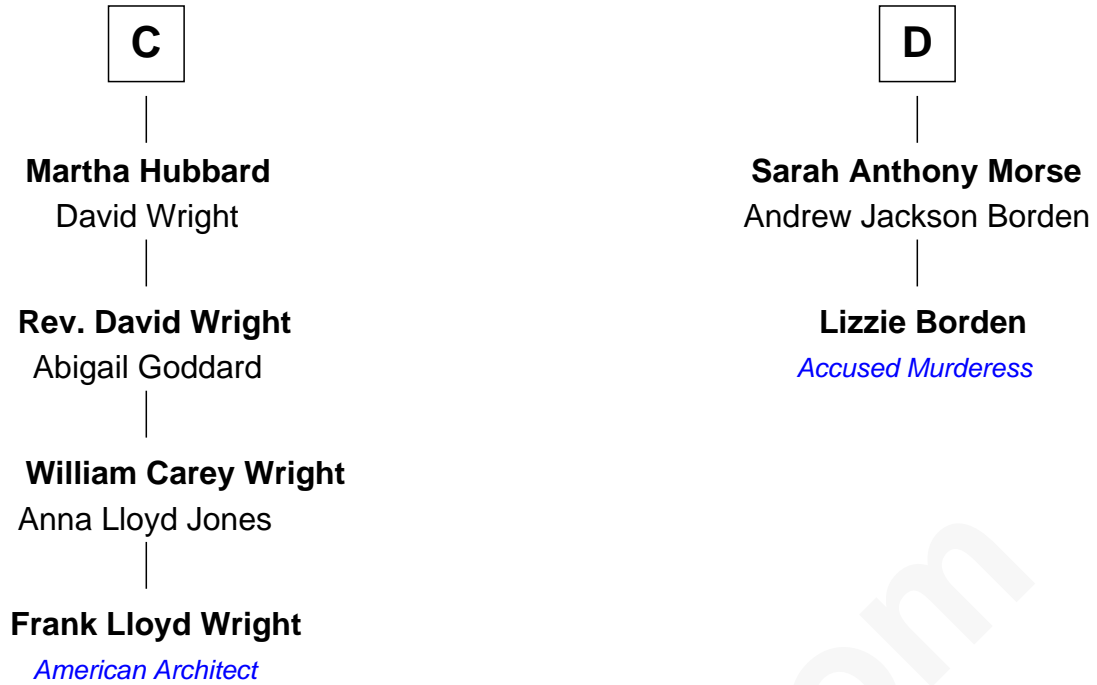 C
Martha Hubbard
David Wright
Rev. David Wright
Abigail Goddard
William Carey Wright
Anna Lloyd Jones
Frank Lloyd Wright
American Architect
D
Sarah Anthony Morse
Andrew Jackson Borden
Lizzie Borden
Accused Murderess
om